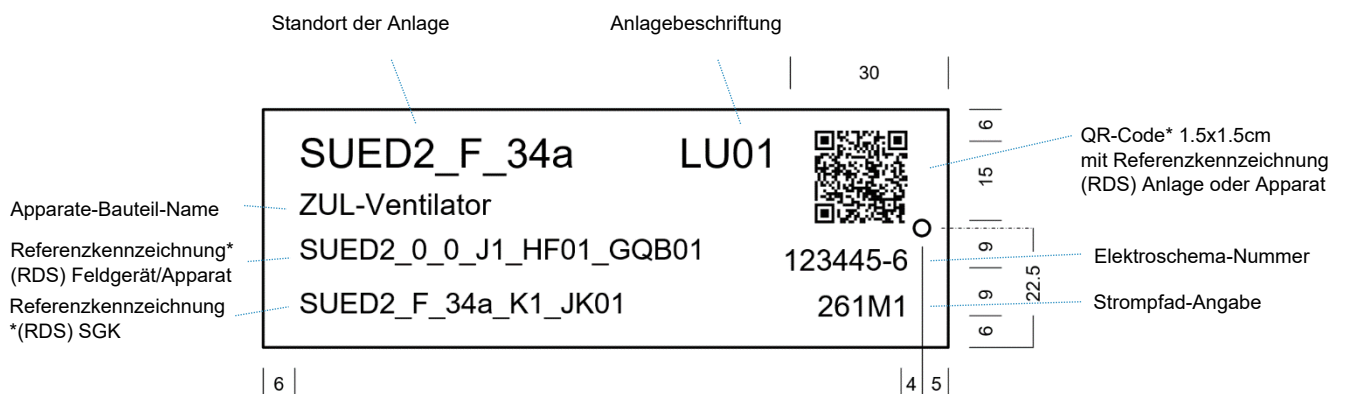 Standort der Anlage
Anlagebeschriftung
30
SUED2_F_34a
LU01
6
QR-Code* 1.5x1.5cm
mit Referenzkennzeichnung
(RDS) Anlage oder Apparat
15
Apparate-Bauteil-Name
ZUL-Ventilator
Referenzkennzeichnung*
(RDS) Feldgerät/Apparat
SUED2_0_0_J1_HF01_GQB01
123445-6
9
Elektroschema-Nummer
22.5
Referenzkennzeichnung
*(RDS) SGK
SUED2_F_34a_K1_JK01
261M1
9
Strompfad-Angabe
6
6
4
5